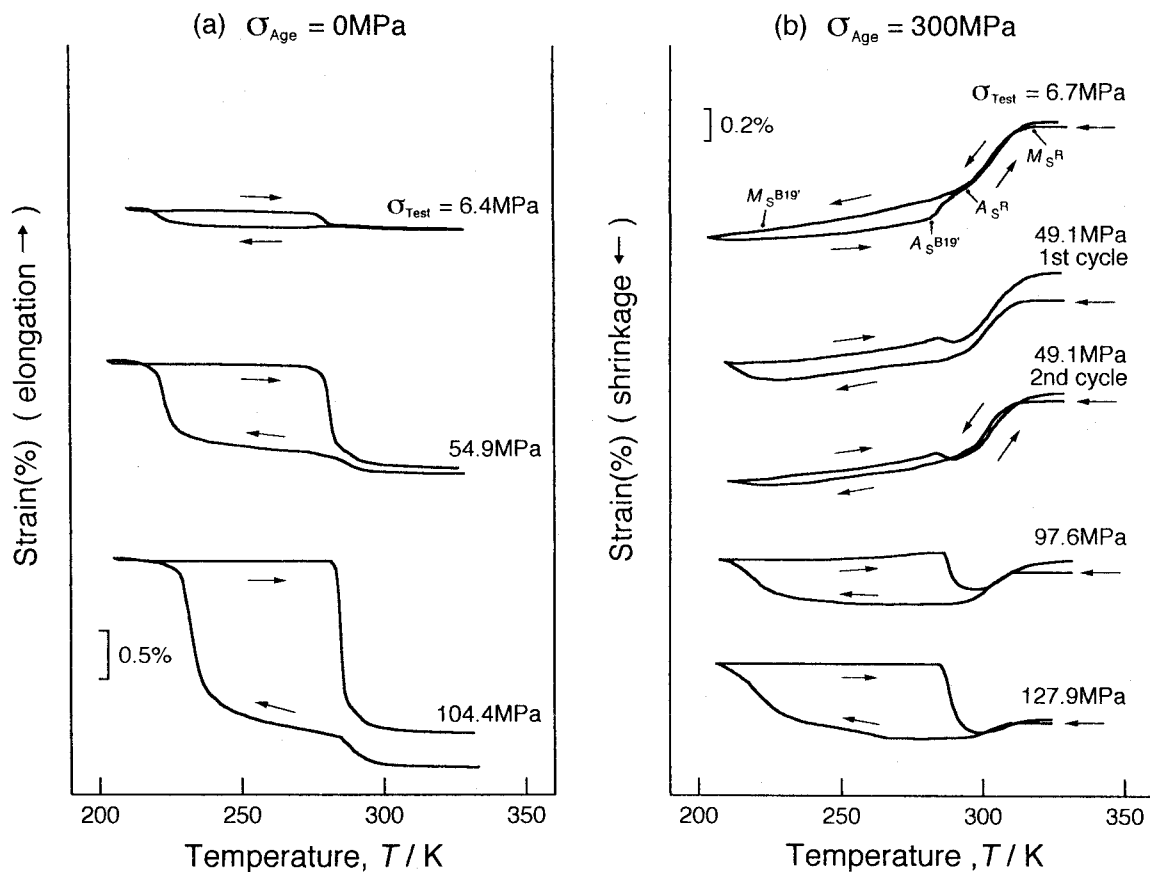 (a) σAge = 0MPa
(b) σAge = 300MPa
0.2%
σTest = 6.7MPa
MSR
MSB19'
ASR
ASB19'
σTest = 6.4MPa
49.1MPa
1st cycle
54.9MPa
49.1MPa
2nd cycle
97.6MPa
0.5%
104.4MPa
127.9MPa
Strain(%) ( elongation → )
Strain(%) ( shrinkage ← )
200 250 300 350
200 250 300 350
Temperature, T / K
Temperature , T / K